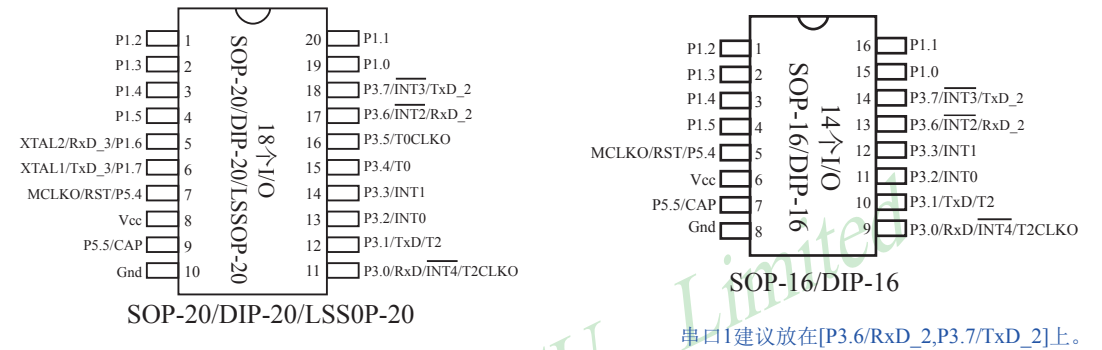 P1.2 1 20 P1.1
P1.3 2 19 P1.0
P1.4 3 18 P3.7/INT3/TxD_2
P1.5 4 17 P3.6/INT2/RxD_2
XTAL2/RxD_3/P1.6 5 16 P3.5/T0CLKO
XTAL1/TxD_3/P1.7 6 15 P3.4/T0
MCLKO/RST/P5.4 7 14 P3.3/INT1
Vcc 8 13 P3.2/INT0
P5.5/CAP 9 12 P3.1/TxD/T2
Gnd 10 11 P3.0/RxD/INT4/T2CLKO
18个I/O
SOP-20/DIP-20/LSSOP-20
SOP-20/DIP-20/LSS0P-20
P1.2 1 16 P1.1
P1.3 2 15 P1.0
P1.4 3 14 P3.7/INT3/TxD_2
P1.5 4 13 P3.6/INT2/RxD_2
MCLKO/RST/P5.4 5 12 P3.3/INT1
Vcc 6 11 P3.2/INT0
P5.5/CAP 7 10 P3.1/TxD/T2
Gnd 8 9 P3.0/RxD/INT4/T2CLKO
14个I/O
SOP-16/DIP-16
SOP-16/DIP-16
串口1建议放在[P3.6/RxD_2,P3.7/TxD_2]上。
Limited